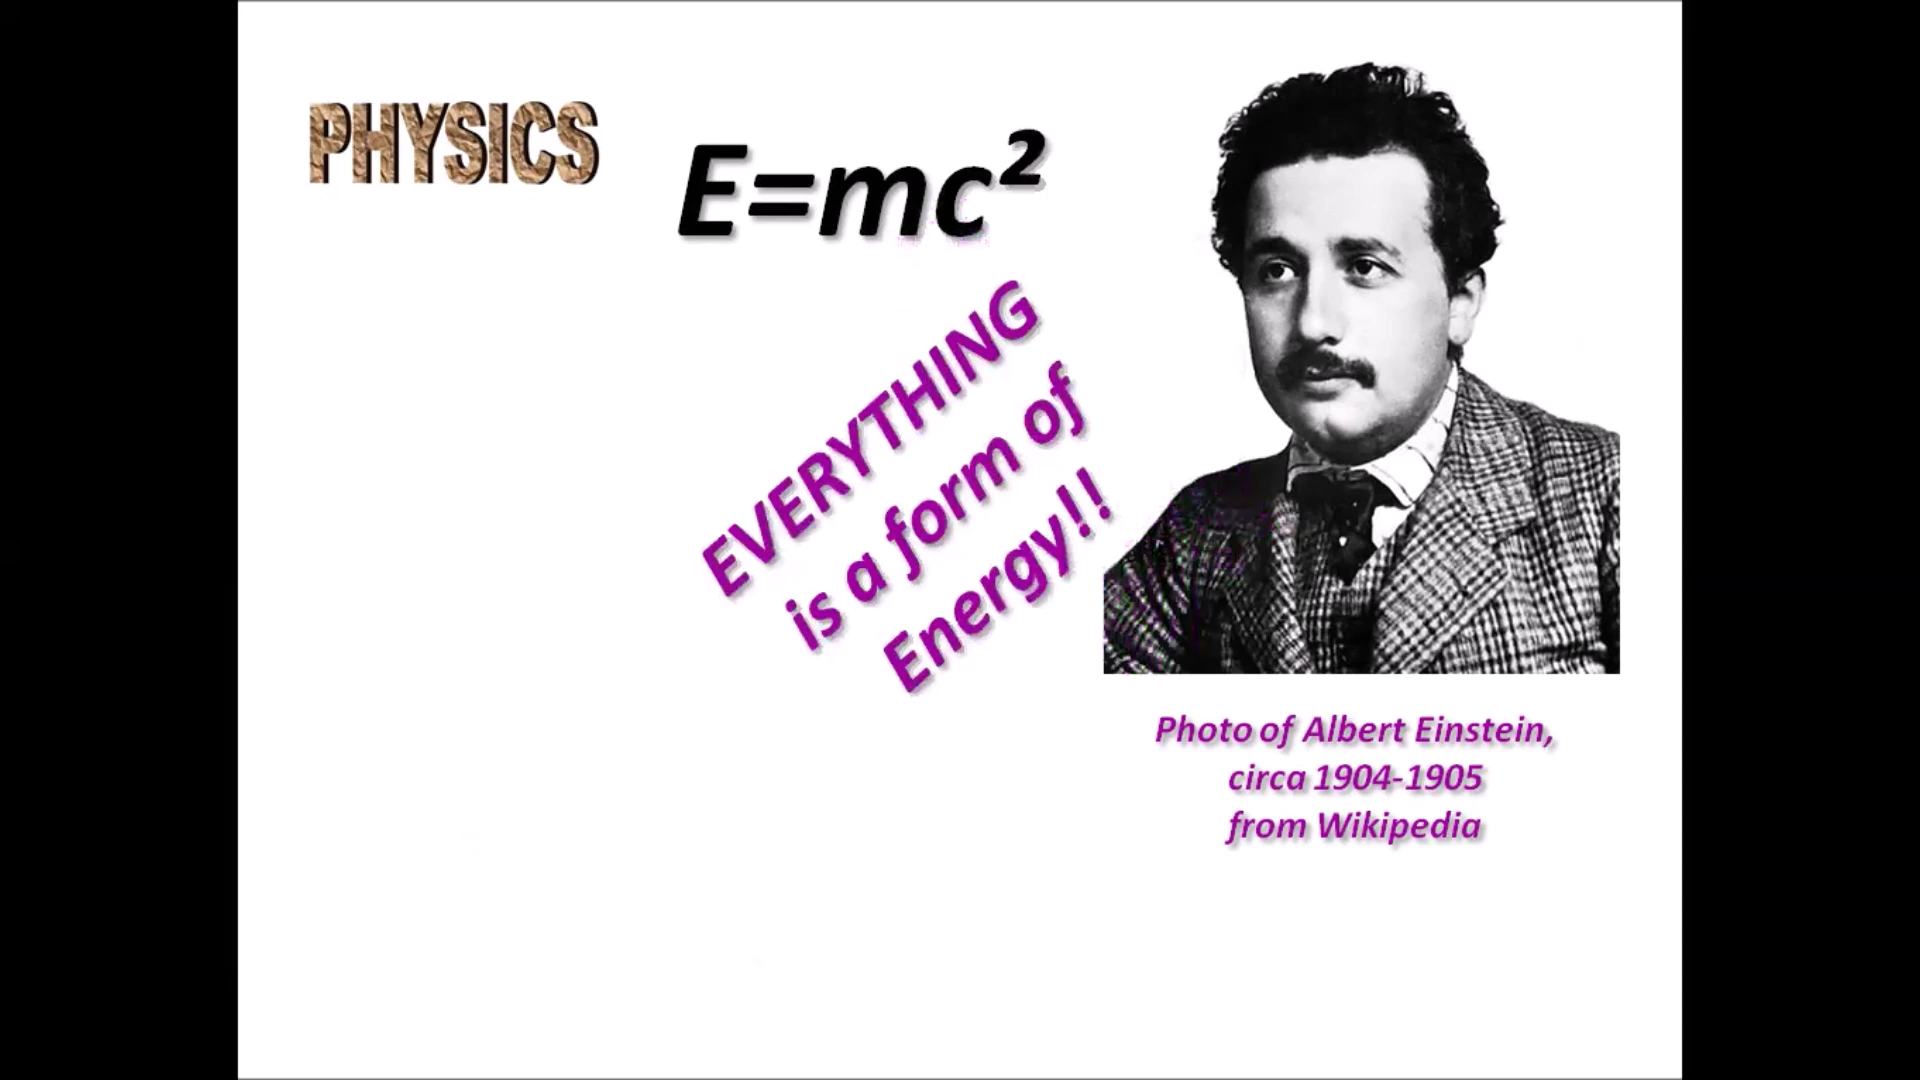 PHYSICS
E=mc²
EVERYTHING
is a form of
Energy!!
Photo of Albert Einstein,
circa 1904-1905
from Wikipedia